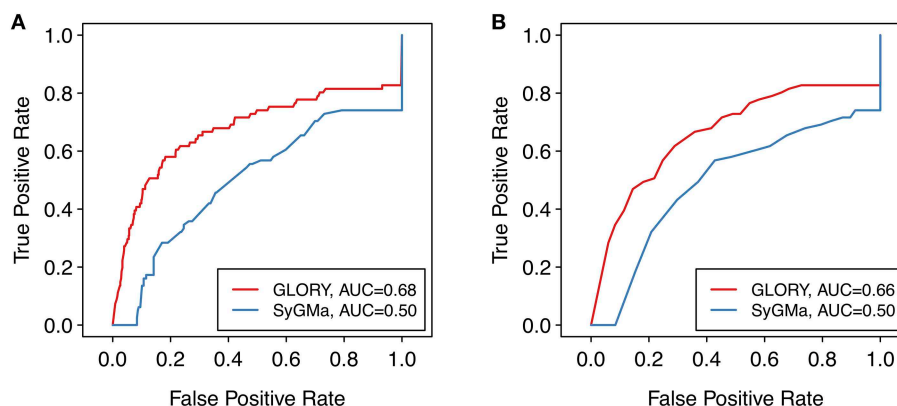 A
1.0
0.8
0.6
0.4
0.2
0.0
True Positive Rate
GLORY, AUC=0.68
SyGMa, AUC=0.50
0.0 0.2 0.4 0.6 0.8 1.0
False Positive Rate
B
1.0
0.8
0.6
0.4
0.2
0.0
True Positive Rate
GLORY, AUC=0.66
SyGMa, AUC=0.50
0.0 0.2 0.4 0.6 0.8 1.0
False Positive Rate